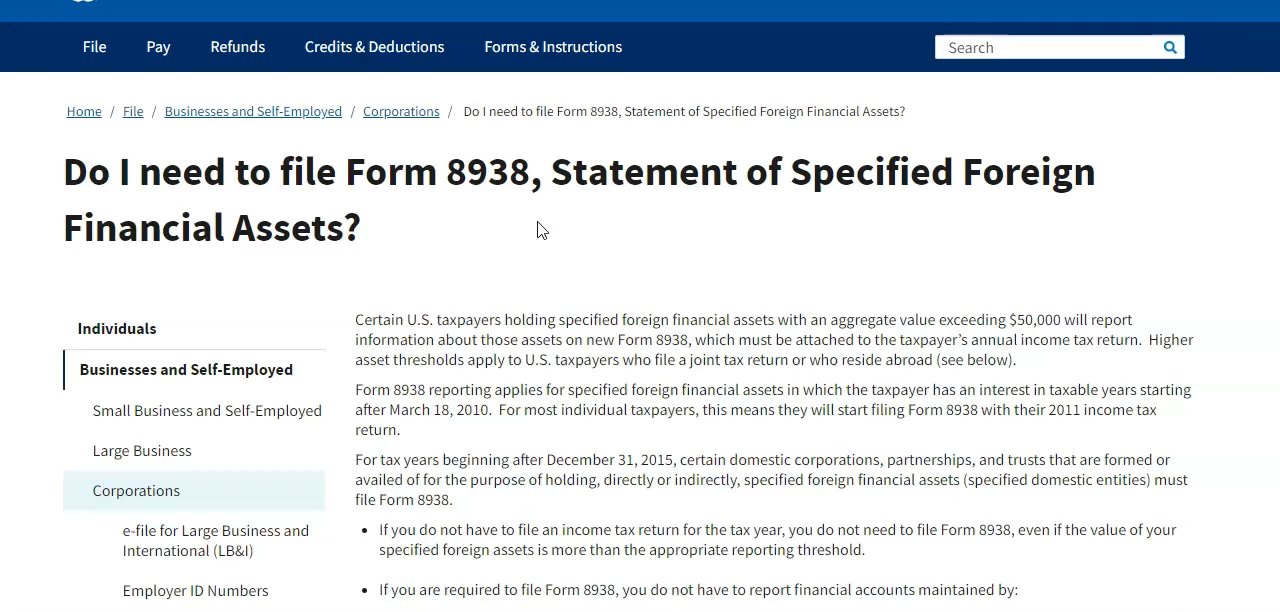 File Pay Refunds Credits & Deductions Forms & Instructions Search
Home / File / Businesses and Self-Employed / Corporations / Do I need to file Form 8938, Statement of Specified Foreign Financial Assets?
Do I need to file Form 8938, Statement of Specified Foreign
Financial Assets?
Individuals
Businesses and Self-Employed
Small Business and Self-Employed
Large Business
Corporations
e-file for Large Business and
International (LB&I)
Employer ID Numbers
Certain U.S. taxpayers holding specified foreign financial assets with an aggregate value exceeding $50,000 will report
information about those assets on new Form 8938, which must be attached to the taxpayer's annual income tax return.  Higher
asset thresholds apply to U.S. taxpayers who file a joint tax return or who reside abroad (see below).
Form 8938 reporting applies for specified foreign financial assets in which the taxpayer has an interest in taxable years starting
after March 18, 2010.  For most individual taxpayers, this means they will start filing Form 8938 with their 2011 income tax
return.
For tax years beginning after December 31, 2015, certain domestic corporations, partnerships, and trusts that are formed or
availed of for the purpose of holding, directly or indirectly, specified foreign financial assets (specified domestic entities) must
file Form 8938.
• If you do not have to file an income tax return for the tax year, you do not need to file Form 8938, even if the value of your
specified foreign assets is more than the appropriate reporting threshold.
• If you are required to file Form 8938, you do not have to report financial accounts maintained by: